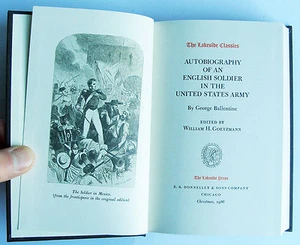 The Soldier in Mexico.
(from the frontispiece in the original edition)
The Lakeside Classics
AUTOBIOGRAPHY
OF AN
ENGLISH SOLDIER
IN THE
UNITED STATES ARMY
By George Ballentine
EDITED BY
WILLIAM H. GOETZMANN
The Lakeside Press
R. R. DONNELLEY & SONS COMPANY
CHICAGO
Christmas, 1986